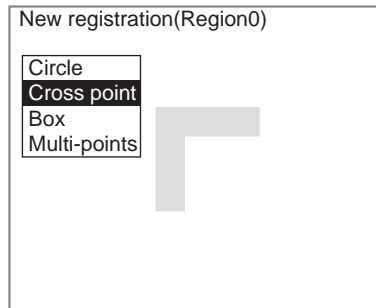 New registration(Region0)
Circle
Cross point
Box
Multi-points